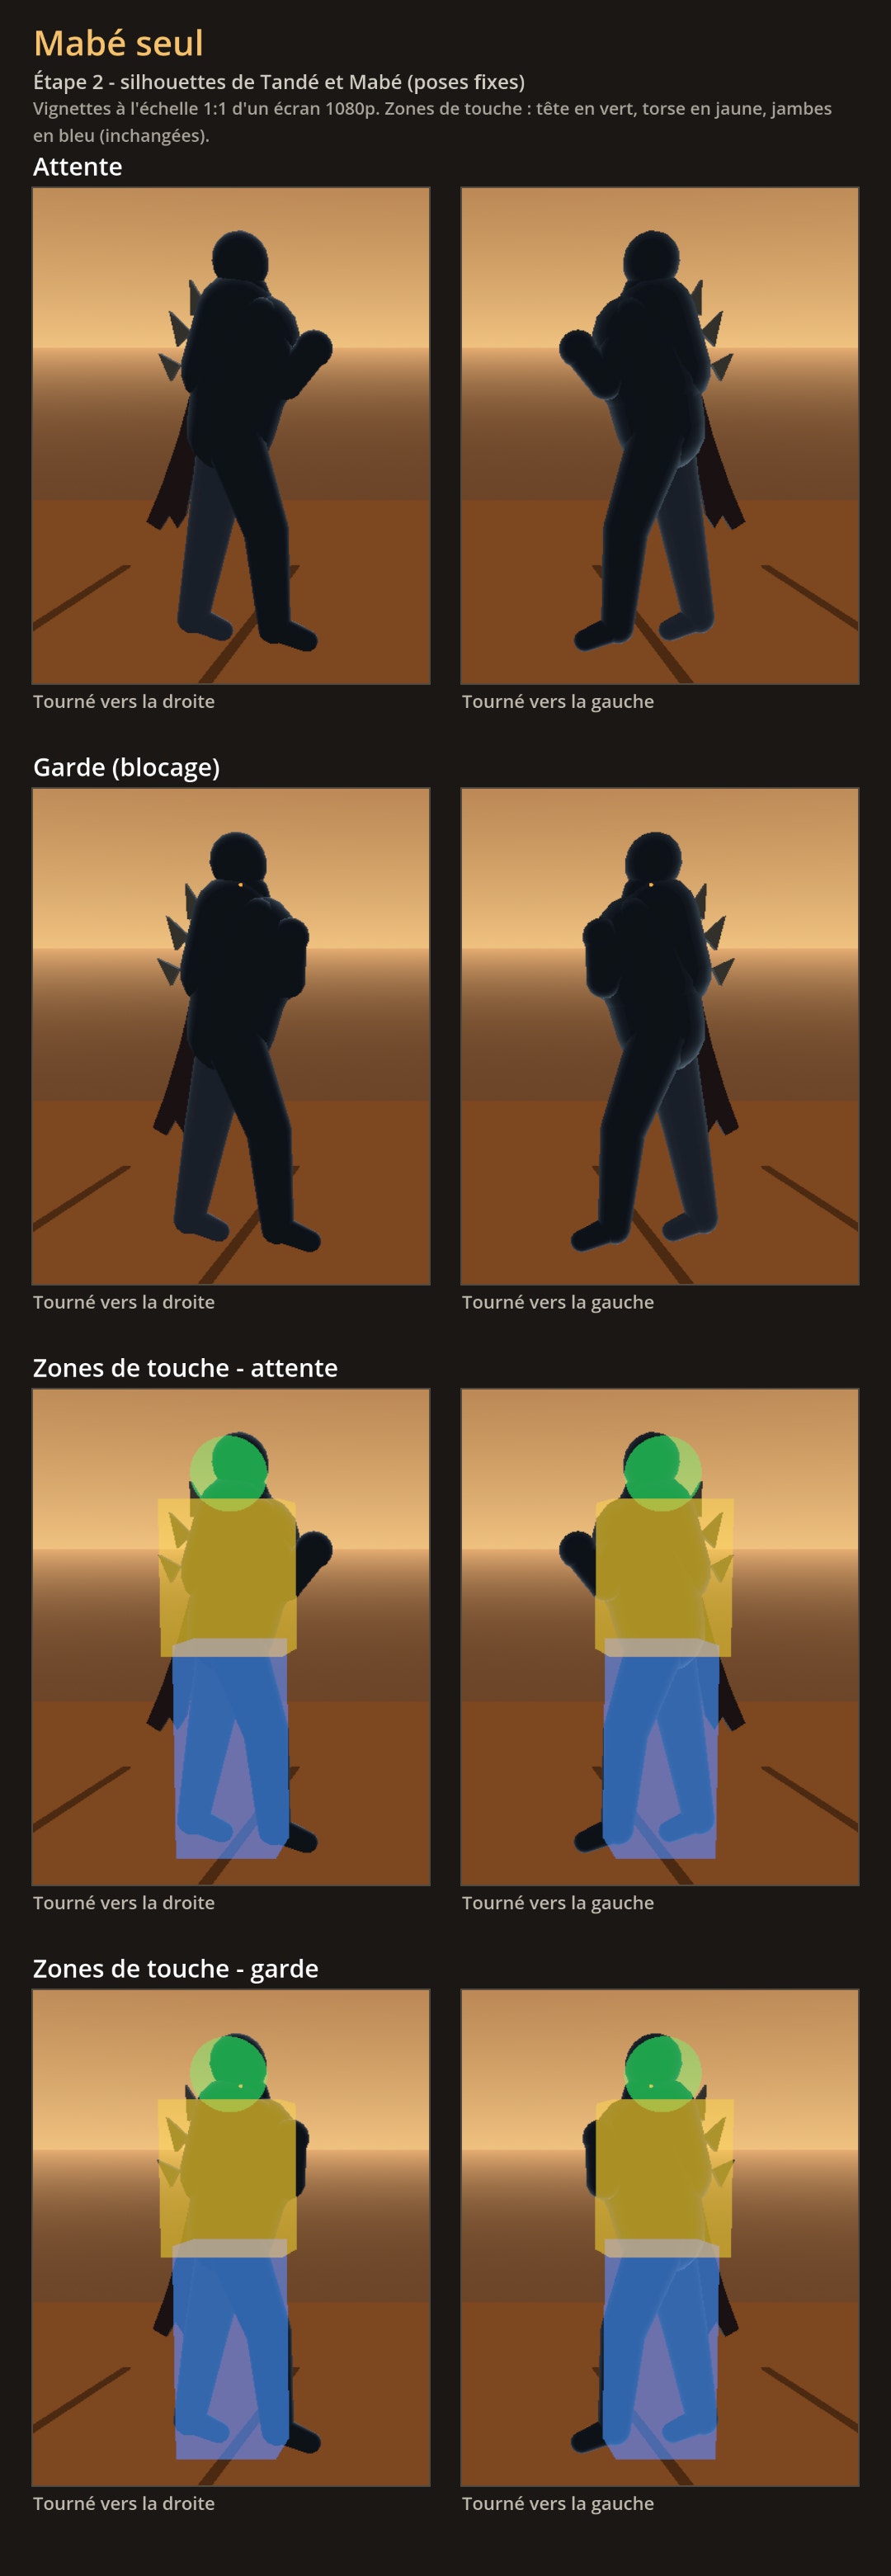 Mabé seul
Étape 2 - silhouettes de Tandé et Mabé (poses fixes)
Vignettes à l'échelle 1:1 d'un écran 1080p. Zones de touche : tête en vert, torse en jaune, jambes
en bleu (inchangées).
Attente
Tourné vers la droite
Tourné vers la gauche
Garde (blocage)
Tourné vers la droite
Tourné vers la gauche
Zones de touche - attente
Tourné vers la droite
Tourné vers la gauche
Zones de touche - garde
Tourné vers la droite
Tourné vers la gauche